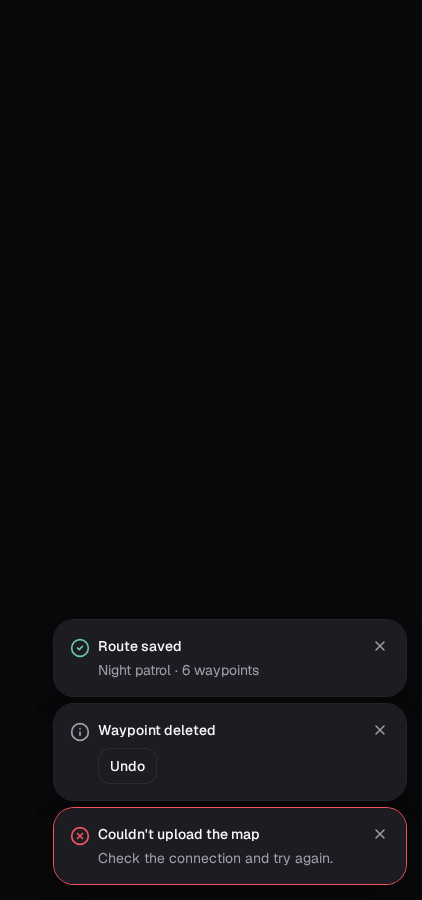 Route saved
Night patrol · 6 waypoints
Waypoint deleted
Undo
Couldn't upload the map
Check the connection and try again.